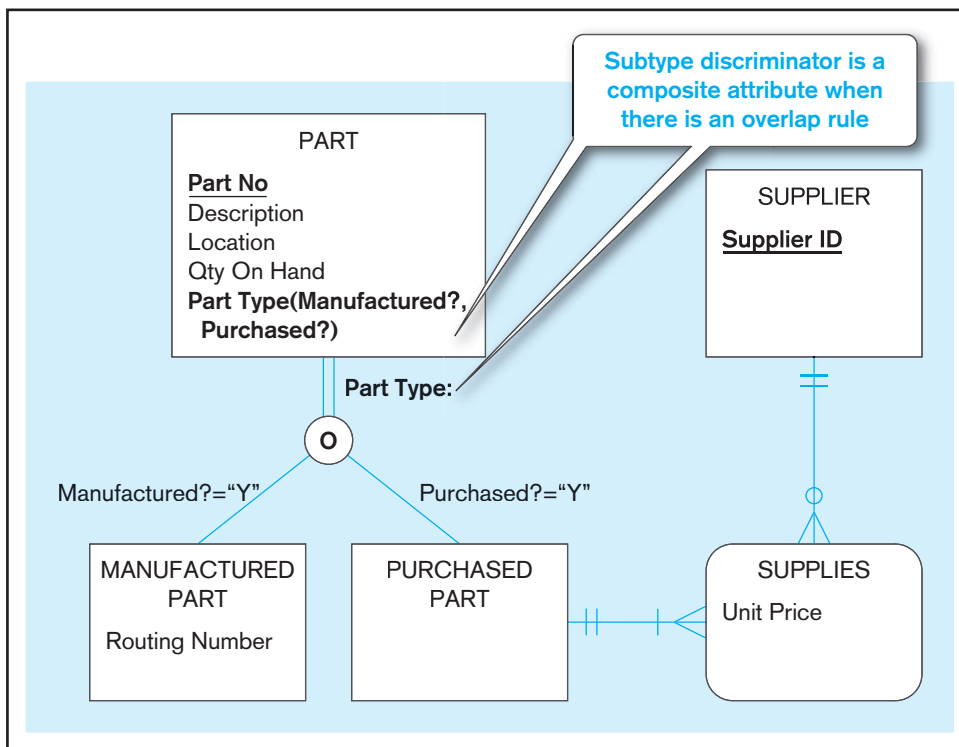 Subtype discriminator is a
composite attribute when
there is an overlap rule
PART
Part No
Description
Location
Qty On Hand
Part Type(Manufactured?,
Purchased?)
SUPPLIER
Supplier ID
Part Type:
O
Manufactured?="Y"
Purchased?="Y"
MANUFACTURED
PART
Routing Number
PURCHASED
PART
SUPPLIES
Unit Price